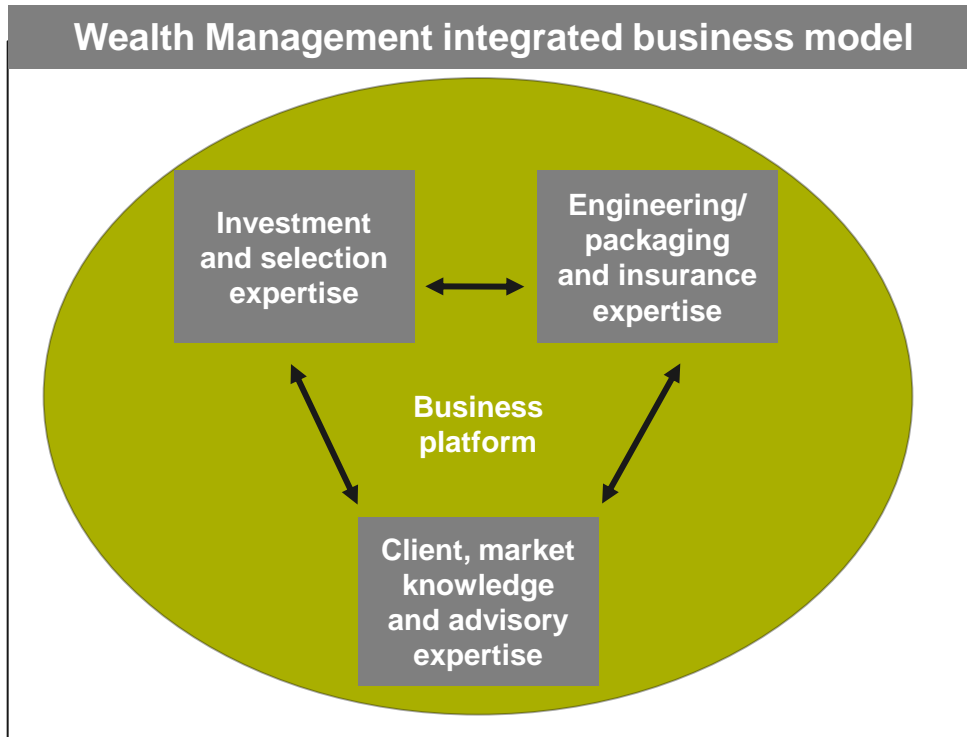 Wealth Management integrated business model
Investment
and selection
expertise
Engineering/
packaging
and insurance
expertise
Business
platform
Client, market
knowledge
and advisory
expertise